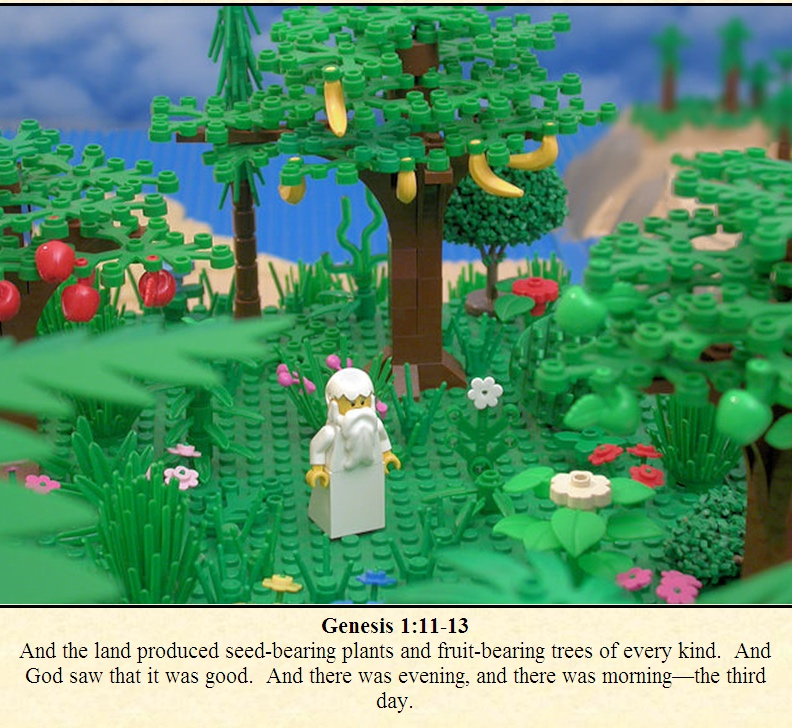 Genesis 1:11-13
And the land produced seed-bearing plants and fruit-bearing trees of every kind.  And
God saw that it was good.  And there was evening, and there was morning—the third
day.